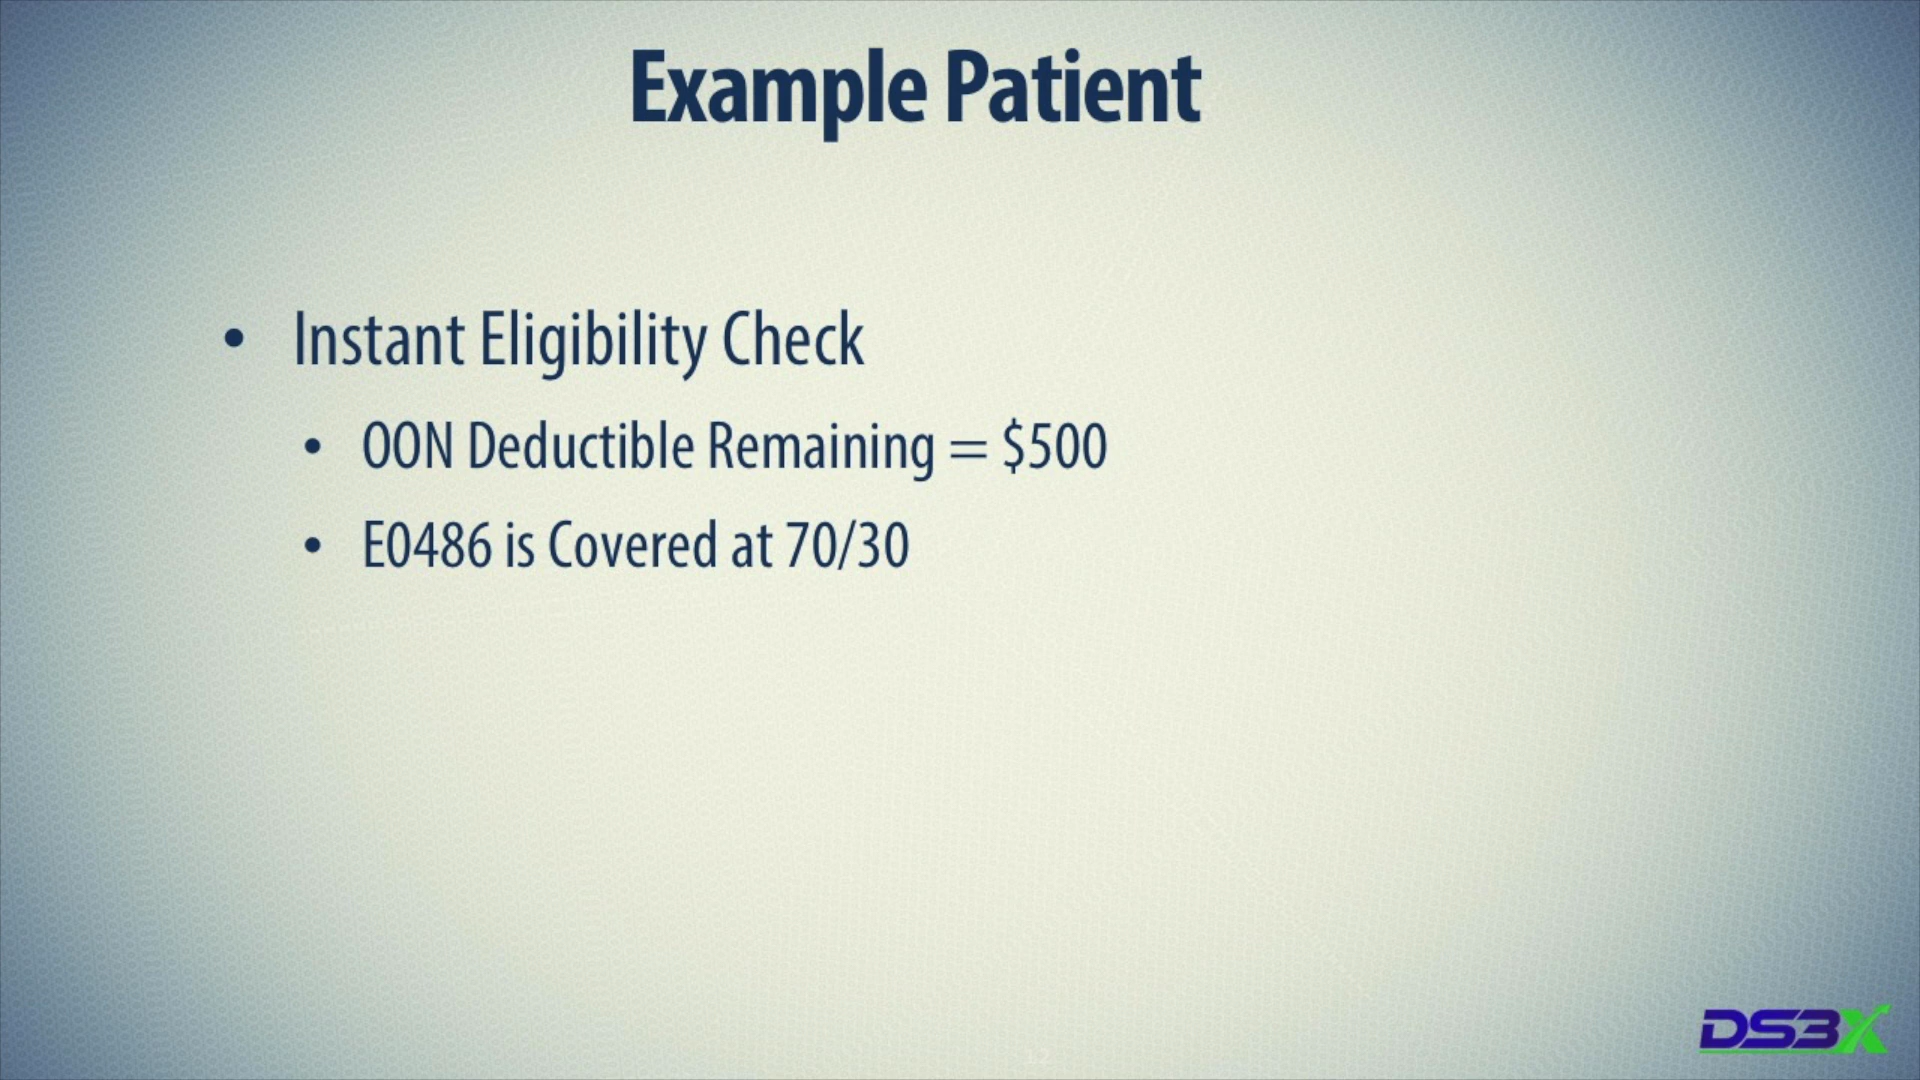 Example Patient
• Instant Eligibility Check
• OON Deductible Remaining = $500
• E0486 is Covered at 70/30
DS3X